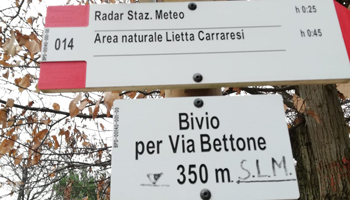 Radar Staz. Meteo h 0:25
014
Area naturale Lietta Carraresi h 0:45
Bivio
per Via Bettone
350 m. S.L.M.